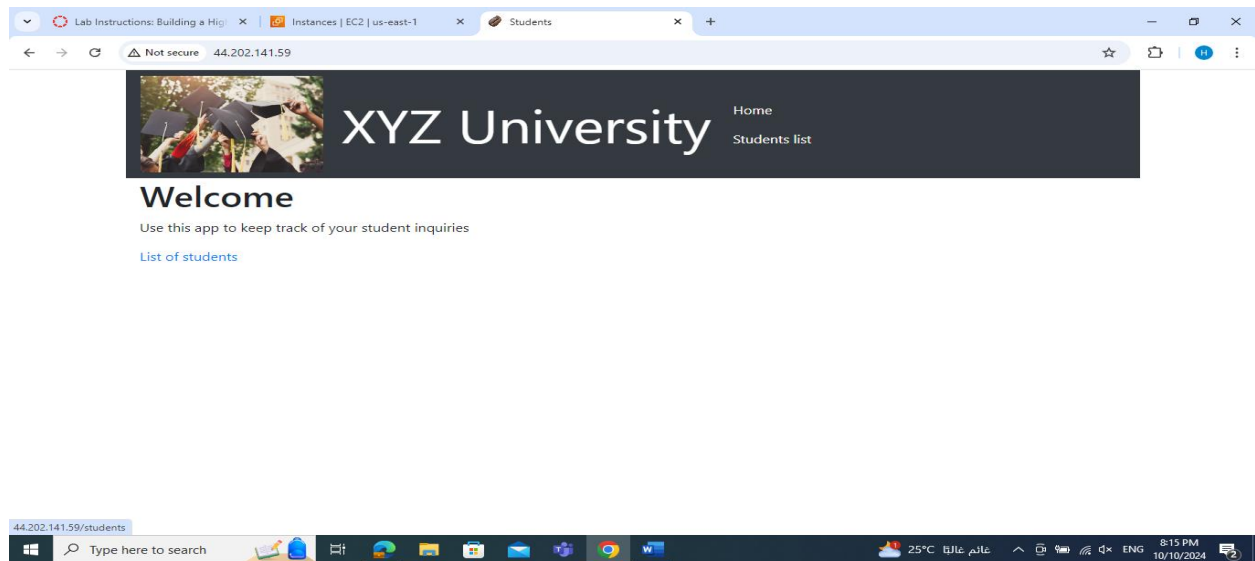 Lab Instructions: Building a Hig
Instances | EC2 | us-east-1
Students
Not secure
44.202.141.59
H
XYZ University
Home
Students list
Welcome
Use this app to keep track of your student inquiries
List of students
44.202.141.59/students
Type here to search
25°C غائم غالبًا
ENG
8:15 PM
10/10/2024
2